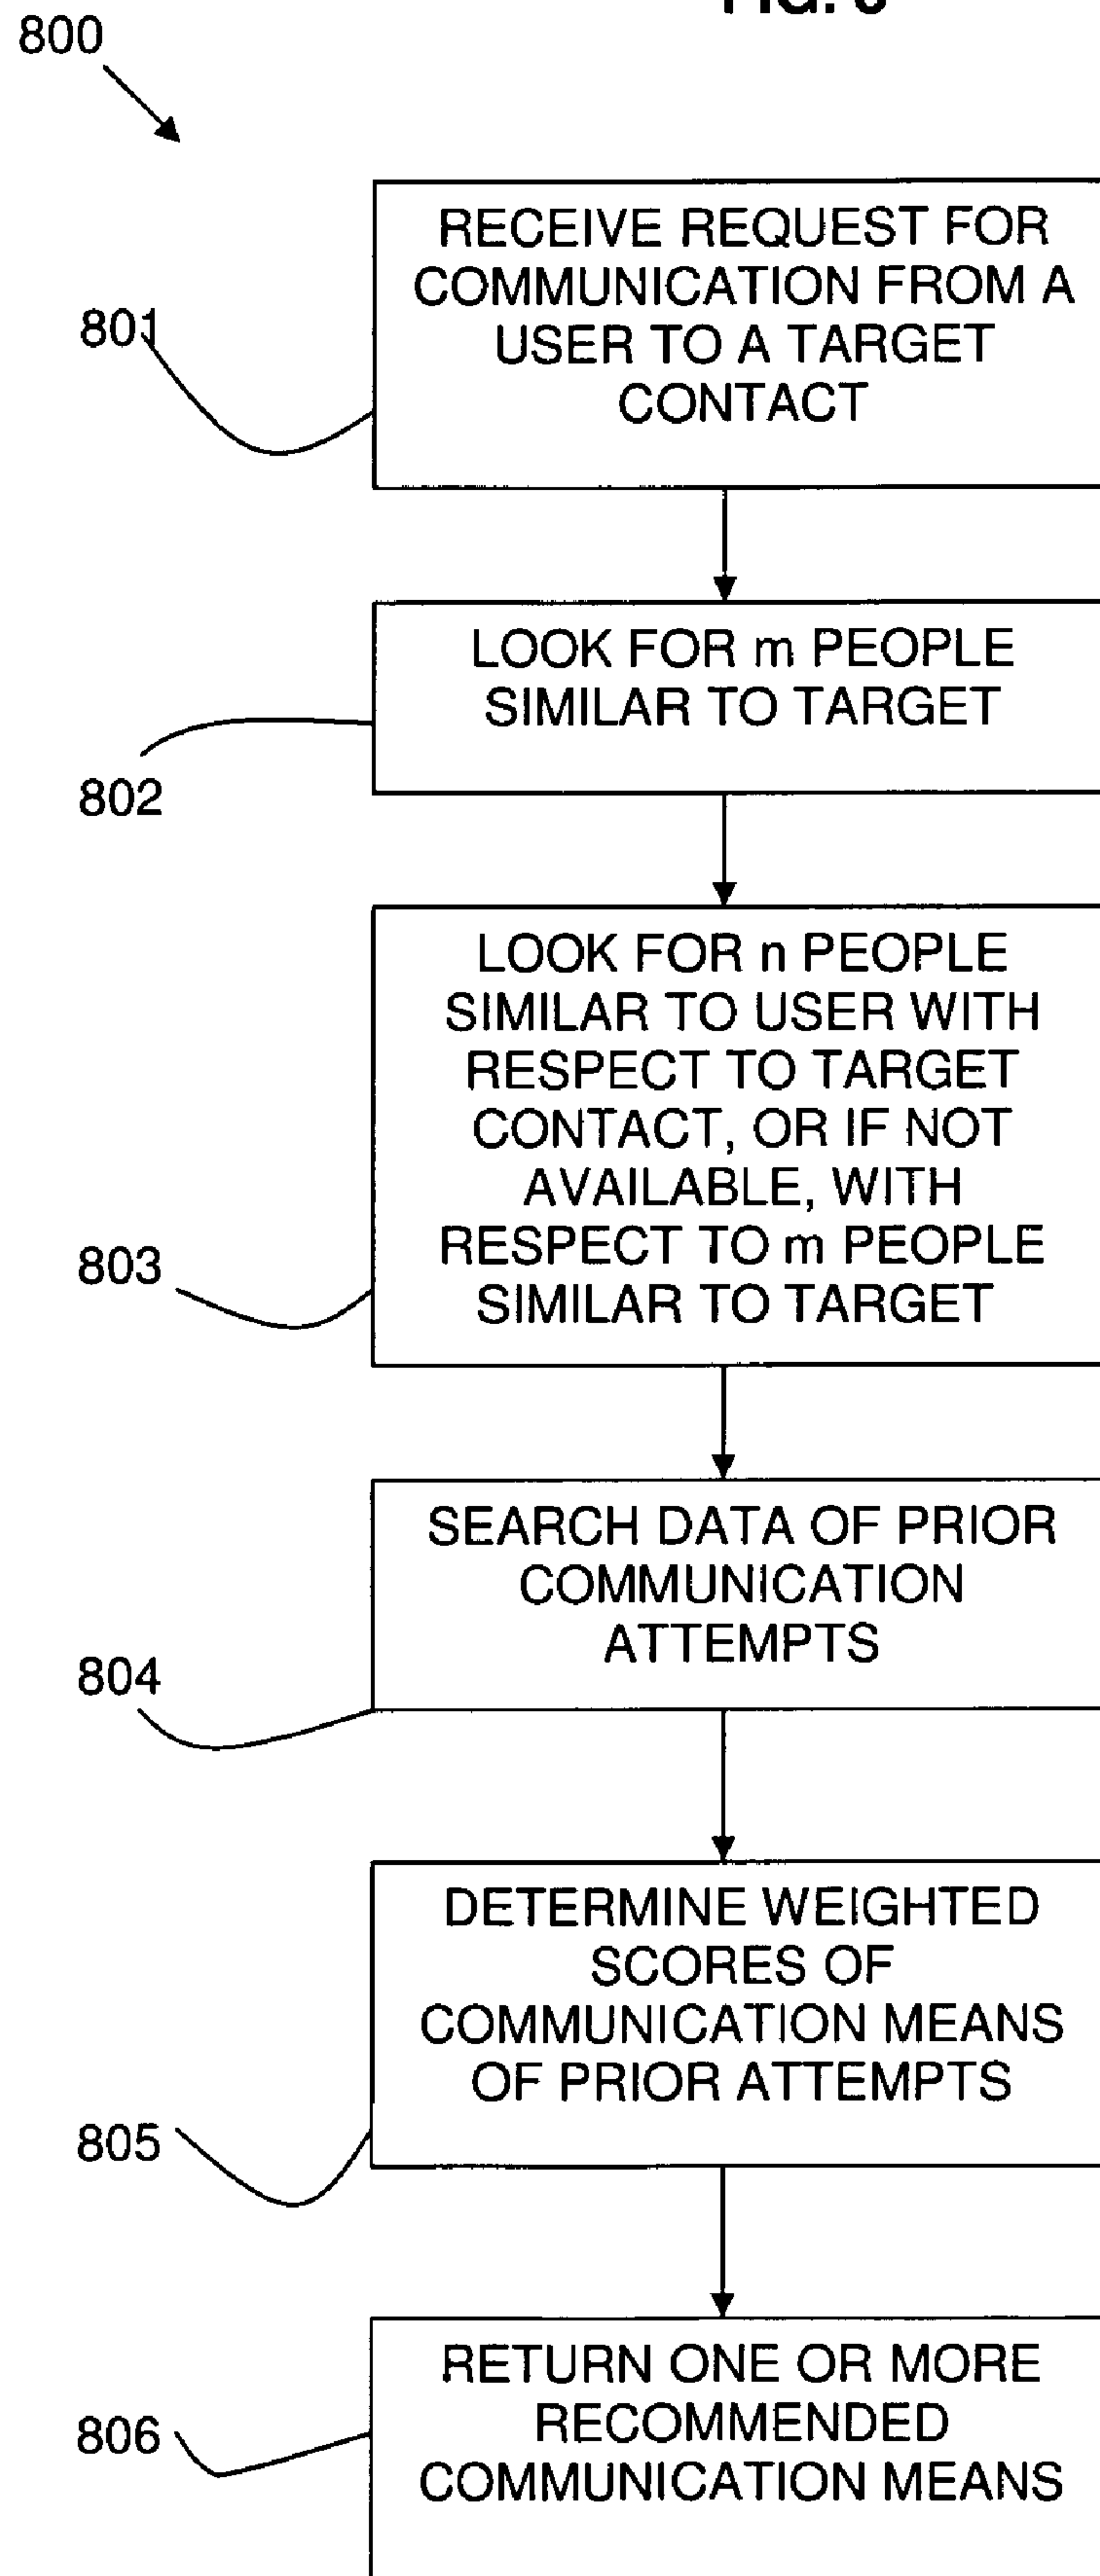 800
RECEIVE REQUEST FOR
COMMUNICATION FROM A
USER TO A TARGET
CONTACT
801
LOOK FOR m PEOPLE
SIMILAR TO TARGET
802
LOOK FOR n PEOPLE
SIMILAR TO USER WITH
RESPECT TO TARGET
CONTACT, OR IF NOT
AVAILABLE, WITH
RESPECT TO m PEOPLE
SIMILAR TO TARGET
803
SEARCH DATA OF PRIOR
COMMUNICATION
ATTEMPTS
804
DETERMINE WEIGHTED
SCORES OF
COMMUNICATION MEANS
OF PRIOR ATTEMPTS
805
RETURN ONE OR MORE
RECOMMENDED
COMMUNICATION MEANS
806